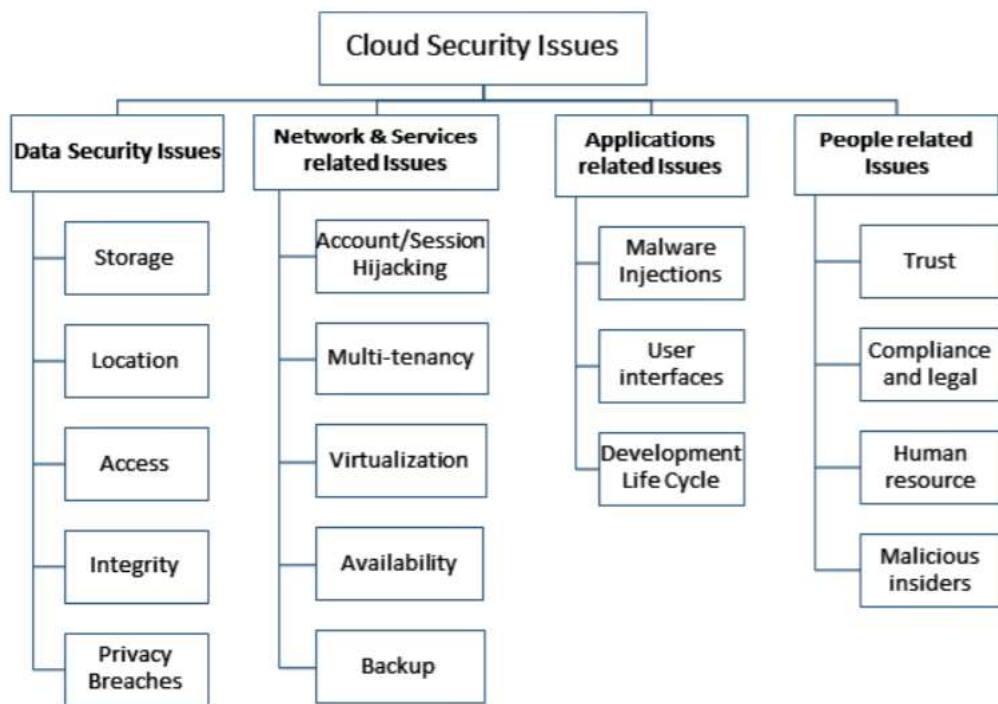 Cloud Security Issues
Data Security Issues
Storage
Location
Access
Integrity
Privacy
Breaches
Network & Services
related Issues
Account/Session
Hijacking
Multi-tenancy
Virtualization
Availability
Backup
Applications
related Issues
Malware
Injections
User
interfaces
Development
Life Cycle
People related
Issues
Trust
Compliance
and legal
Human
resource
Malicious
insiders